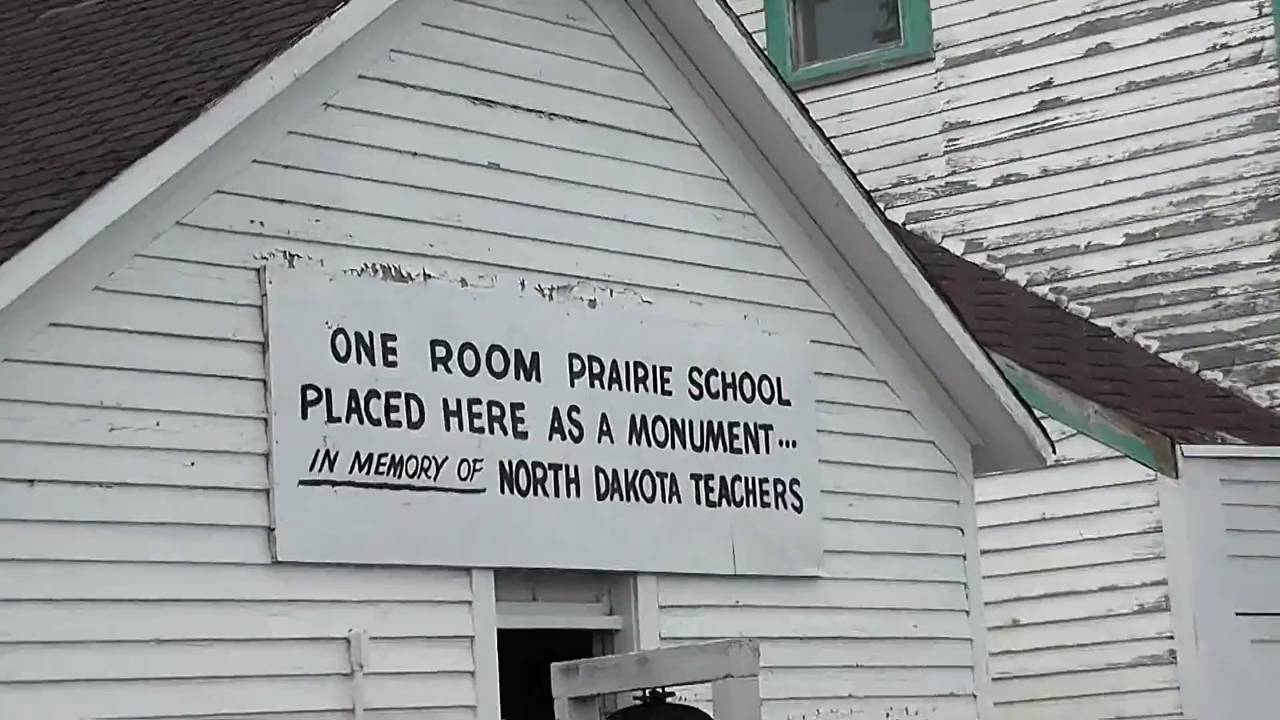 ONE ROOM PRAIRIE SCHOOL
PLACED HERE AS A MONUMENT...
IN MEMORY OF NORTH DAKOTA TEACHERS